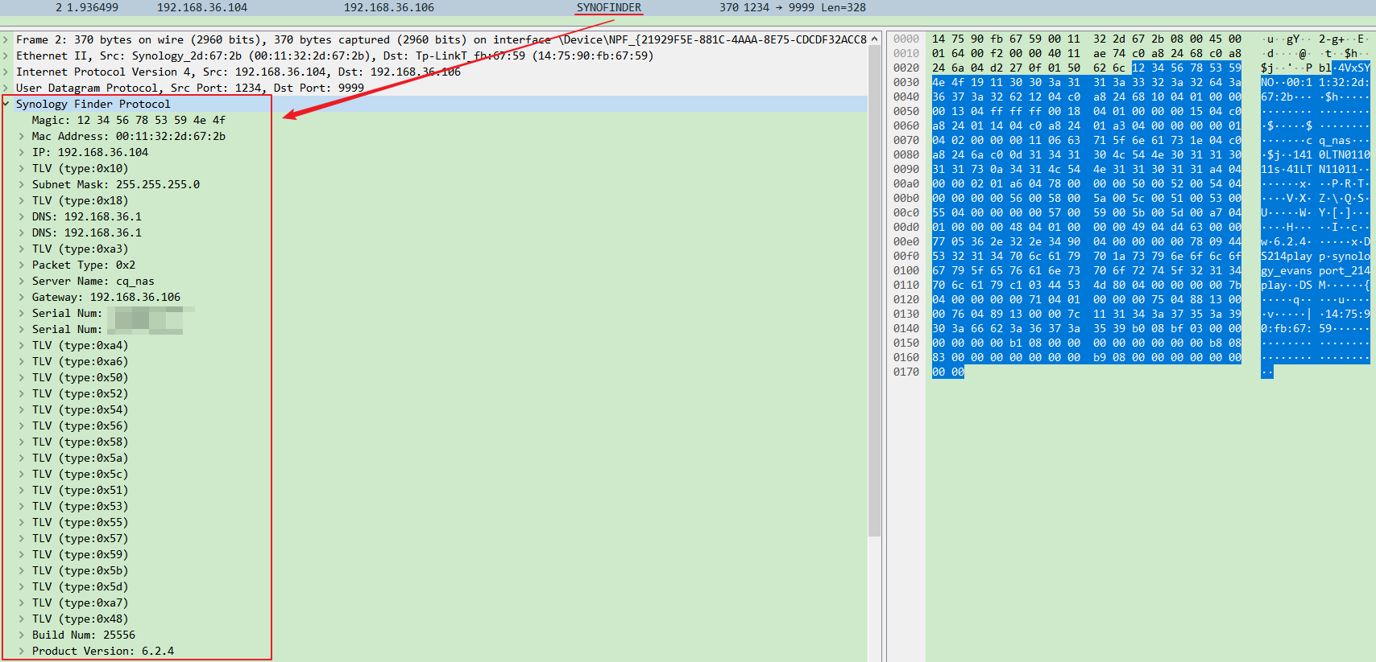 2 1.936499 192.168.36.104 192.168.36.106 SYNOFINDER 370 1234 → 9999 Len=328
Frame 2: 370 bytes on wire (2960 bits), 370 bytes captured (2960 bits) on interface \Device\NPF_{21929F5E-881C-4AAA-8E75-CDCDF32ACC8
Ethernet II, Src: Synology_2d:67:2b (00:11:32:2d:67:2b), Dst: Tp-LinkT_fb:67:59 (14:75:90:fb:67:59)
Internet Protocol Version 4, Src: 192.168.36.104, Dst: 192.168.36.106
User Datagram Protocol, Src Port: 1234, Dst Port: 9999
Synology Finder Protocol
Magic: 12 34 56 78 53 59 4e 4f
Mac Address: 00:11:32:2d:67:2b
IP: 192.168.36.104
TLV (type:0x10)
Subnet Mask: 255.255.255.0
TLV (type:0x18)
DNS: 192.168.36.1
DNS: 192.168.36.1
TLV (type:0xa3)
Packet Type: 0x2
Server Name: cq_nas
Gateway: 192.168.36.106
Serial Num:
Serial Num:
TLV (type:0xa4)
TLV (type:0xa6)
TLV (type:0x50)
TLV (type:0x52)
TLV (type:0x54)
TLV (type:0x56)
TLV (type:0x58)
TLV (type:0x5a)
TLV (type:0x5c)
TLV (type:0x51)
TLV (type:0x53)
TLV (type:0x55)
TLV (type:0x57)
TLV (type:0x59)
TLV (type:0x5b)
TLV (type:0x5d)
TLV (type:0xa7)
TLV (type:0x48)
Build Num: 25556
Product Version: 6.2.4
0000 14 75 90 fb 67 59 00 11 32 2d 67 2b 08 00 45 00 ·u··gY·· 2-g+··E·
0010 01 64 00 f2 00 00 40 11 ae 74 c0 a8 24 68 c0 a8 ·d····@· ·t··$h··
0020 24 6a 04 d2 27 0f 01 50 62 6c 12 34 56 78 53 59 $j··'··P bl·4VxSY
0030 4e 4f 19 11 30 30 3a 31 31 3a 33 32 3a 32 64 3a NO··00:1 1:32:2d:
0040 36 37 3a 32 62 12 04 c0 a8 24 68 10 04 01 00 00 67:2b··· ·$h·····
0050 00 13 04 ff ff ff 00 18 04 01 00 00 00 15 04 c0 ········ ········
0060 a8 24 01 14 04 c0 a8 24 01 a3 04 00 00 00 00 01 ·$·····$ ········
0070 04 02 00 00 00 11 06 63 71 5f 6e 61 73 1e 04 c0 ·······c q_nas···
0080 a8 24 6a c0 0d 31 34 31 30 4c 54 4e 30 31 31 30 ·$j··141 0LTN0110
0090 31 31 73 0a 34 31 4c 54 4e 31 31 30 31 31 a4 04 11s·41LT N11011··
00a0 00 00 02 01 a6 04 78 00 00 00 50 00 52 00 54 04 ······x· ··P·R·T·
00b0 00 00 00 00 56 00 58 00 5a 00 5c 00 51 00 53 00 ····V·X· Z·\·Q·S·
00c0 55 04 00 00 00 00 57 00 59 00 5b 00 5d 00 a7 04 U·····W· Y·[·]···
00d0 01 00 00 00 48 04 01 00 00 00 49 04 d4 63 00 00 ····H··· ··I··c··
00e0 77 05 36 2e 32 2e 34 90 04 00 00 00 00 78 09 44 w·6.2.4· ·····x·D
00f0 53 32 31 34 70 6c 61 79 70 1a 73 79 6e 6f 6c 6f S214play p·synolo
0100 67 79 5f 65 76 61 6e 73 70 6f 72 74 5f 32 31 34 gy_evans port_214
0110 70 6c 61 79 c1 03 44 53 4d 80 04 00 00 00 00 7b play··DS M······{
0120 04 00 00 00 00 71 04 01 00 00 00 75 04 88 13 00 ·····q·· ···u····
0130 00 76 04 89 13 00 00 7c 11 31 34 3a 37 35 3a 39 ·v·····| ·14:75:9
0140 30 3a 66 62 3a 36 37 3a 35 39 b0 08 bf 03 00 00 0:fb:67: 59······
0150 00 00 00 00 b1 08 00 00 00 00 00 00 00 00 b8 08 ········ ········
0160 83 00 00 00 00 00 00 00 b9 08 00 00 00 00 00 00 ········ ········
0170 00 00 ··